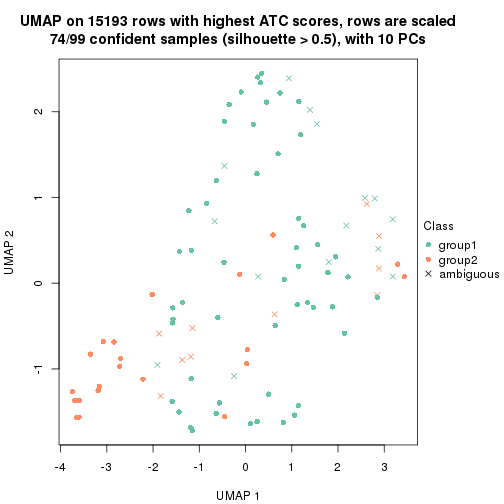 UMAP on 15193 rows with highest ATC scores, rows are scaled
74/99 confident samples (silhouette > 0.5), with 10 PCs
2
1
0
-1
UMAP 2
-4
-3
-2
-1
0
1
2
3
UMAP 1
Class
group1
group2
ambiguous